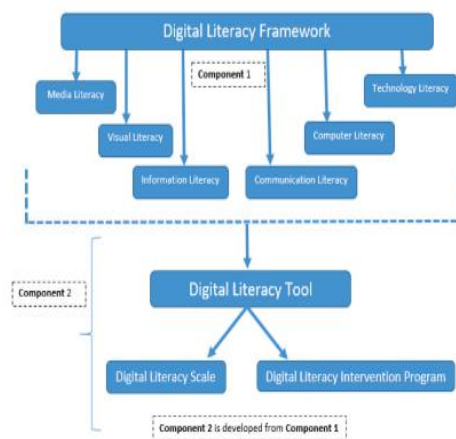 Digital Literacy Framework
Component 1
Media Literacy
Technology Literacy
Visual Literacy
Computer Literacy
Information Literacy
Communication Literacy
Component 2
Digital Literacy Tool
Digital Literacy Scale
Digital Literacy Intervention Program
Component 2 is developed from Component 1